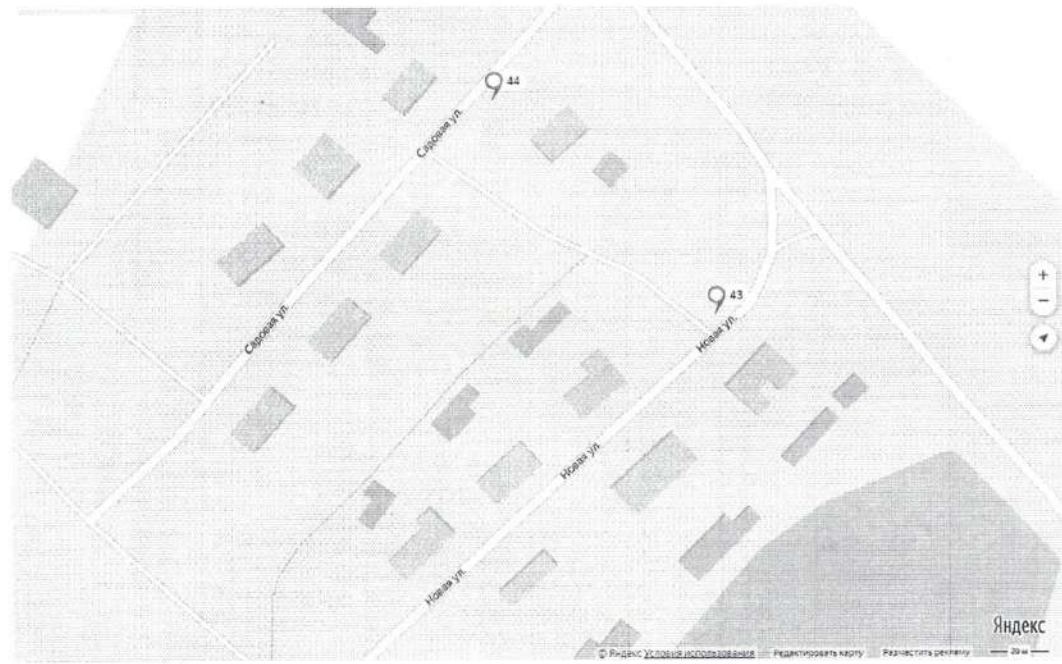 44
Садовая ул.
43
Новая ул.
Садовая ул.
Новая ул.
Новая ул.
+
−
Яндекс
© Яндекс Условия использования Редактировать карту Разместить рекламу 20 м